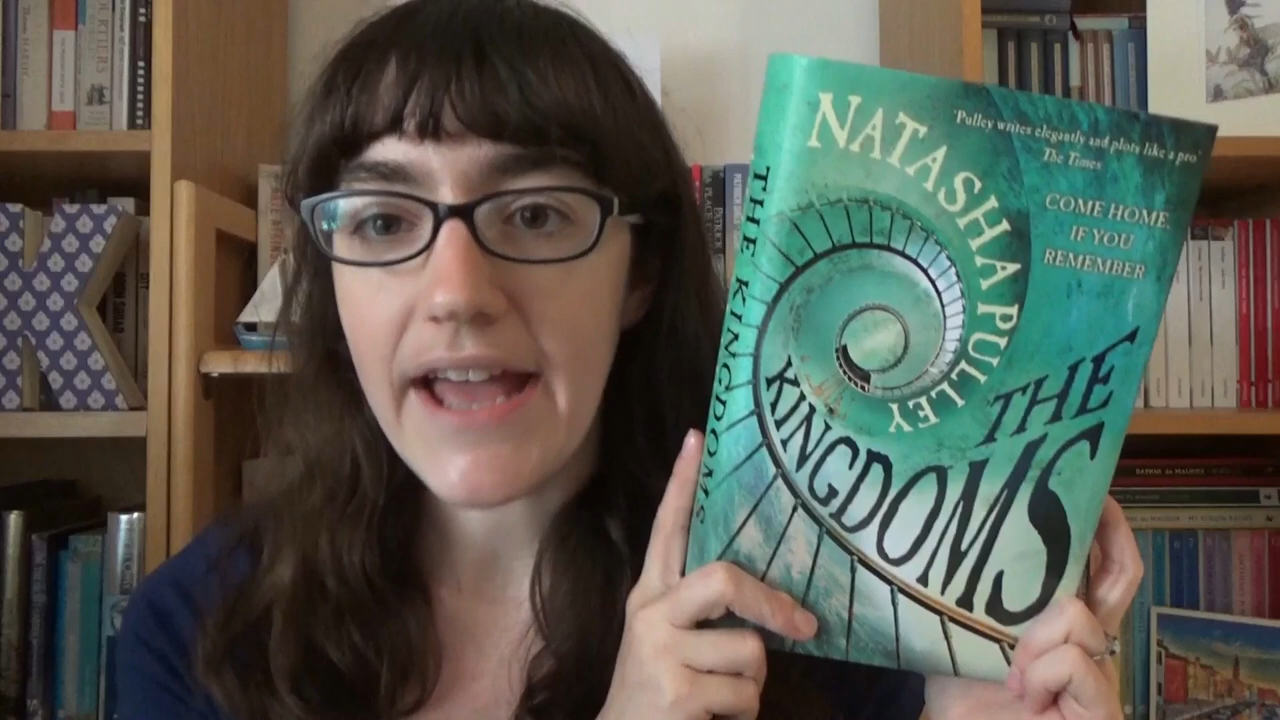 NATASHA PULLEY
'Pulley writes elegantly and plots like a pro'
The Times
COME HOME,
IF YOU
REMEMBER
THE
KINGDOMS
THE KINGDOMS
K